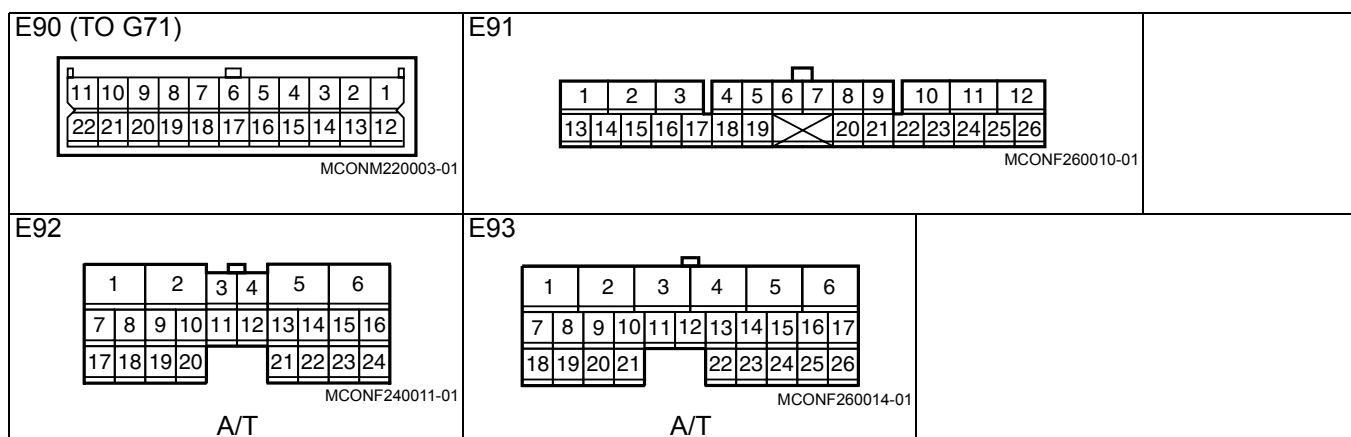 E90 (TO G71)
11 10 9 8 7 6 5 4 3 2 1
22 21 20 19 18 17 16 15 14 13 12
MCONM220003-01
E91
1 2 3 4 5 6 7 8 9 10 11 12
13 14 15 16 17 18 19 20 21 22 23 24 25 26
MCONF260010-01
E92
1 2 3 4 5 6
7 8 9 10 11 12 13 14 15 16
17 18 19 20 21 22 23 24
MCONF240011-01
A/T
E93
1 2 3 4 5 6
7 8 9 10 11 12 13 14 15 16 17
18 19 20 21 22 23 24 25 26
MCONF260014-01
A/T